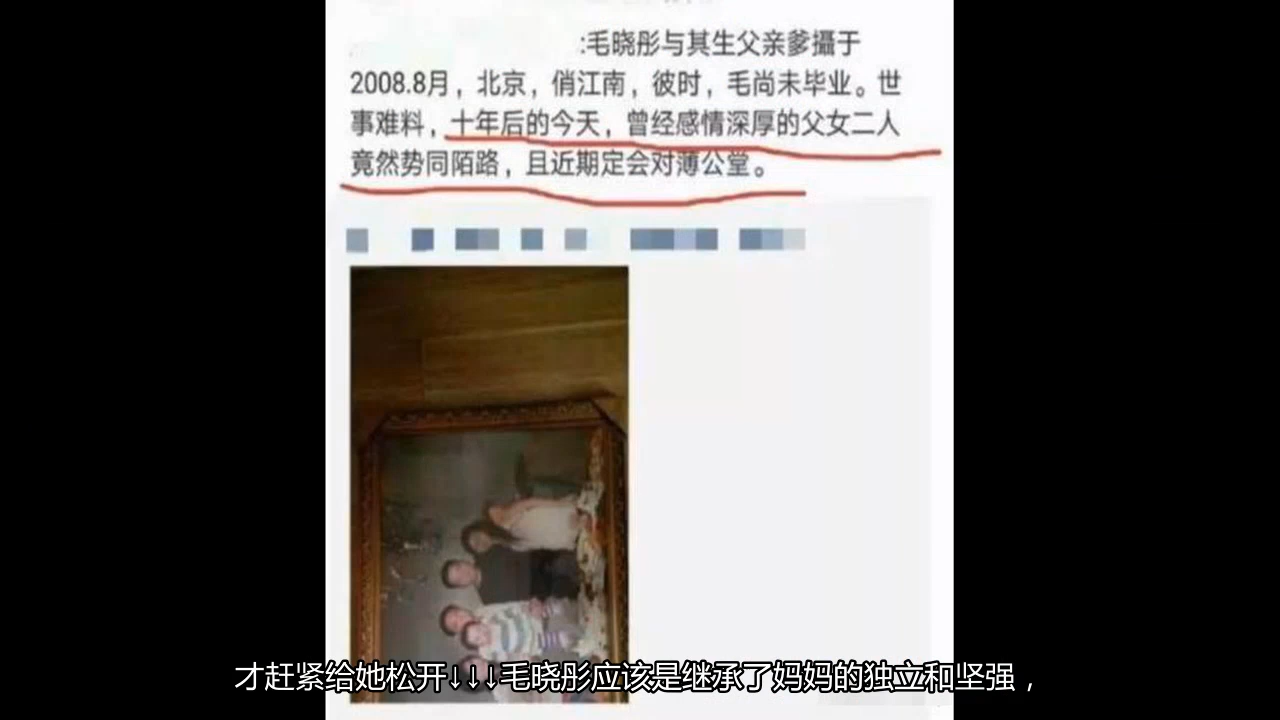 :毛晓彤与其生父亲爹攝于
2008.8月，北京，俏江南，彼时，毛尚未毕业。世
事难料，十年后的今天，曾经感情深厚的父女二人
竟然势同陌路，且近期定会对薄公堂。
才赶紧给她松开↓↓↓毛晓彤应该是继承了妈妈的独立和坚强，